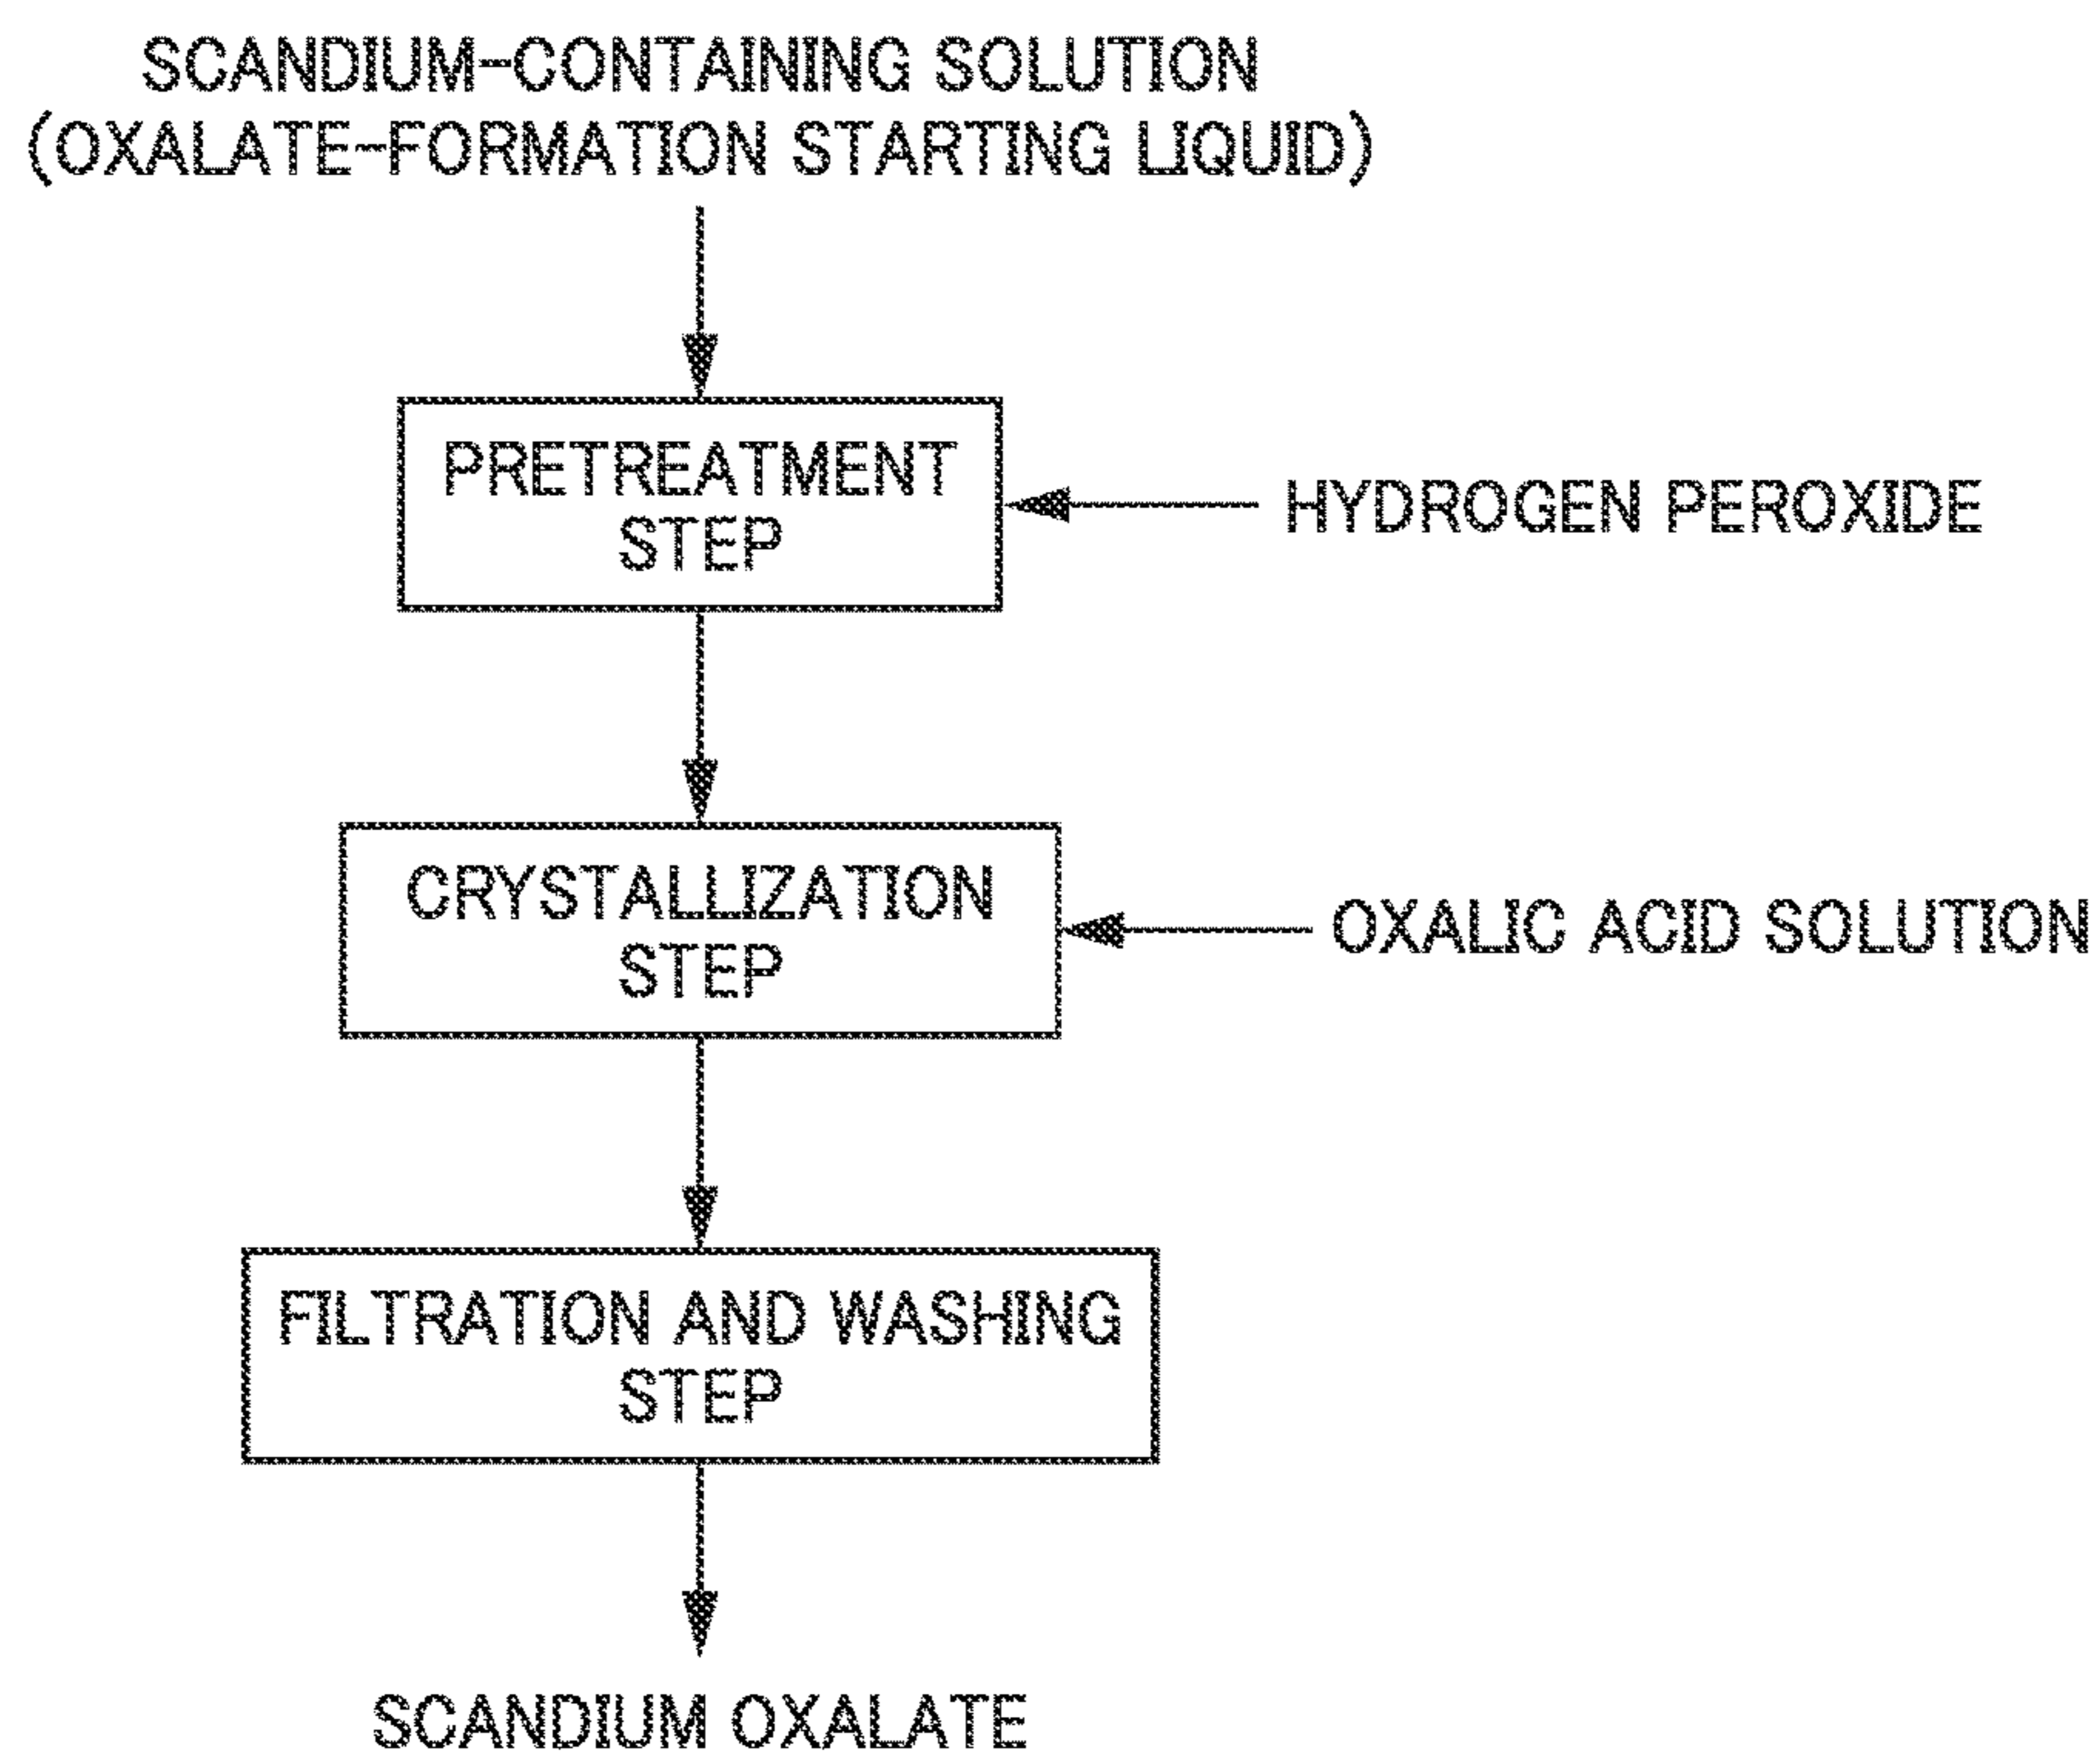 SCANDIUM-CONTAINING SOLUTION
(OXALATE-FORMATION STARTING LIQUID)
PRETREATMENT
STEP
HYDROGEN PEROXIDE
CRYSTALLIZATION
STEP
OXALIC ACID SOLUTION
FILTRATION AND WASHING
STEP
SCANDIUM OXALATE